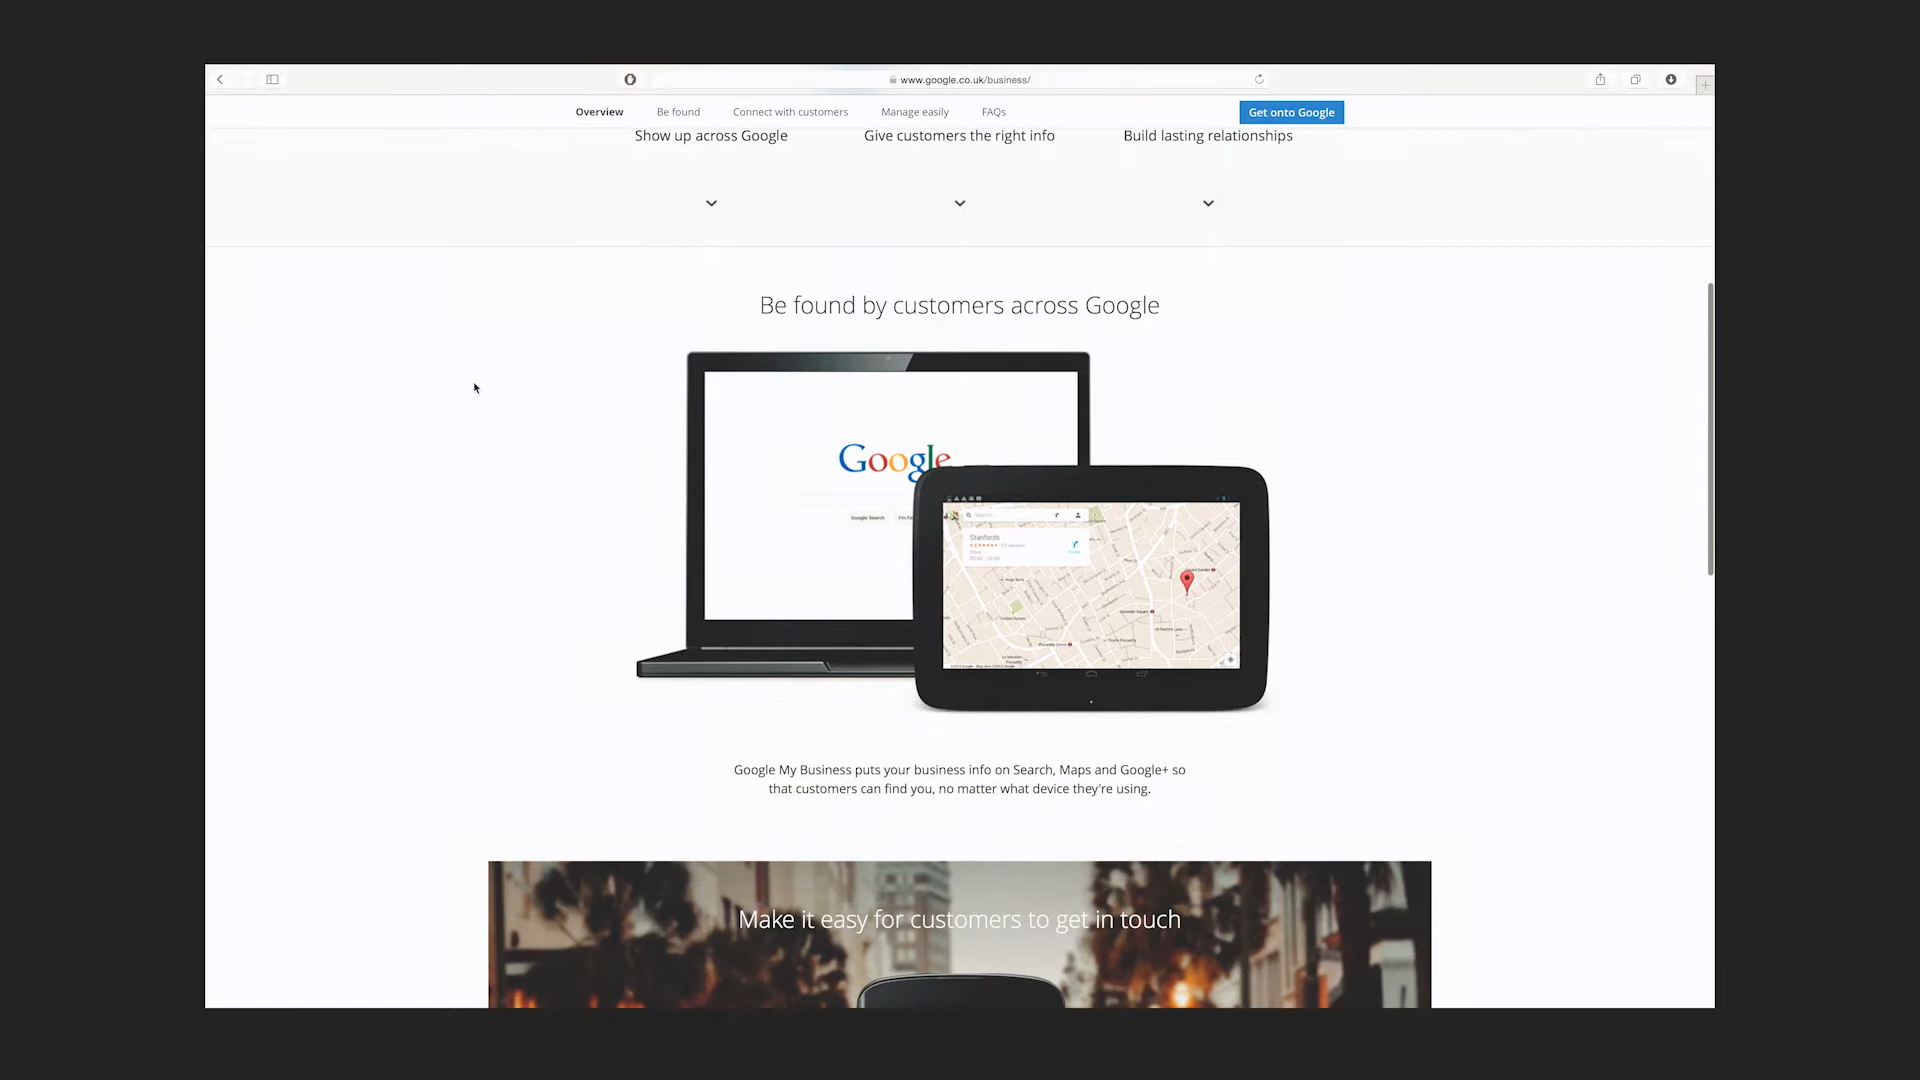 www.google.co.uk/business/
Overview Be found Connect with customers Manage easily FAQs Get onto Google
Show up across Google Give customers the right info Build lasting relationships
Be found by customers across Google
Google
Google Search
Stanfords
Google My Business puts your business info on Search, Maps and Google+ so
that customers can find you, no matter what device they're using.
Make it easy for customers to get in touch